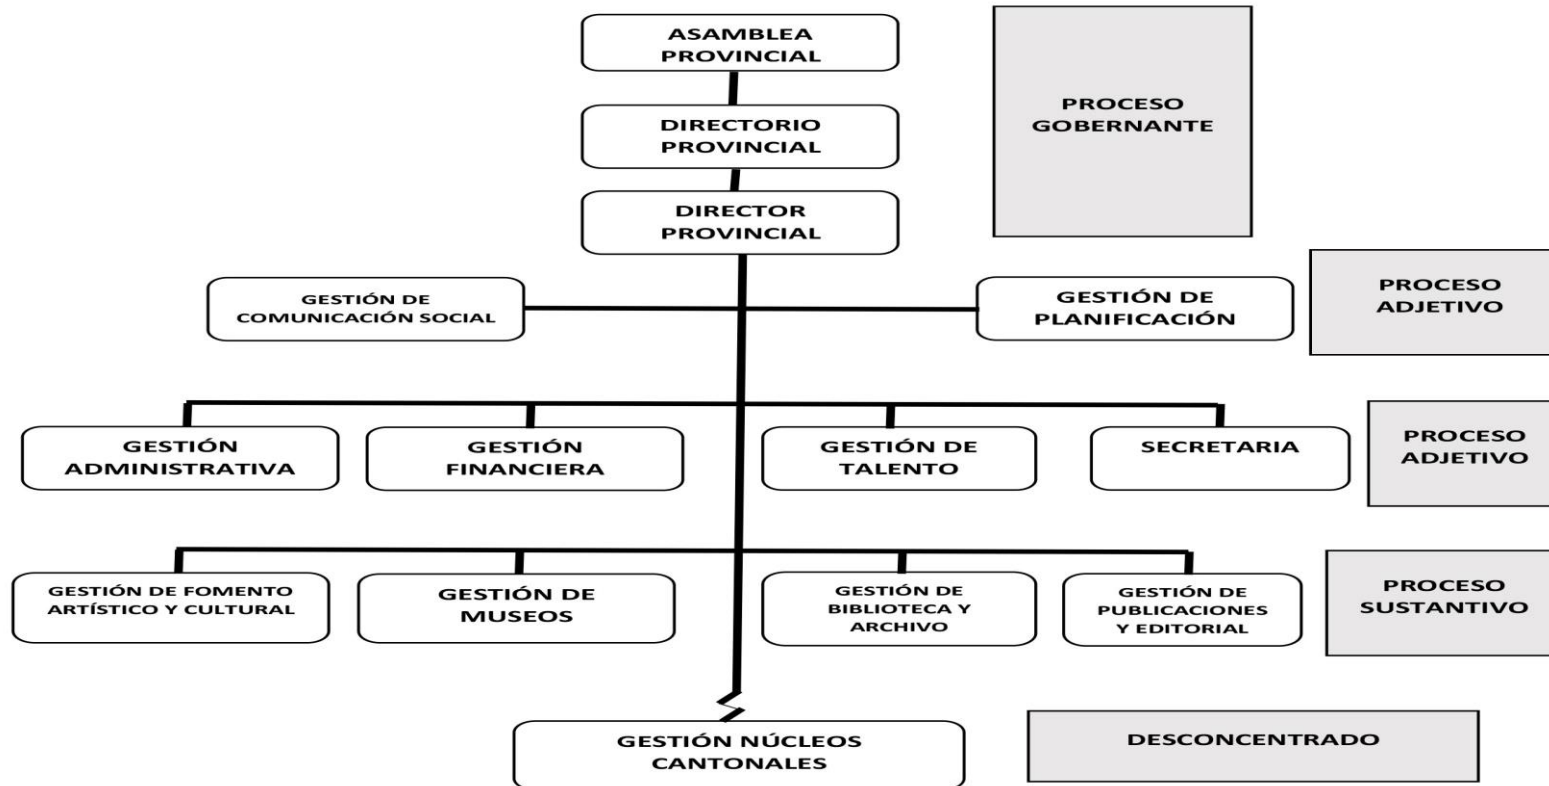 ASAMBLEA
PROVINCIAL
PROCESO
GOBERNANTE
DIRECTORIO
PROVINCIAL
DIRECTOR
PROVINCIAL
GESTIÓN DE
COMUNICACIÓN SOCIAL
GESTIÓN DE
PLANIFICACIÓN
PROCESO
ADJETIVO
GESTIÓN
ADMINISTRATIVA
GESTIÓN
FINANCIERA
GESTIÓN DE
TALENTO
SECRETARIA
PROCESO
ADJETIVO
GESTIÓN DE FOMENTO
ARTÍSTICO Y CULTURAL
GESTIÓN DE
MUSEOS
GESTIÓN DE
BIBLIOTECA Y
ARCHIVO
GESTIÓN DE
PUBLICACIONES
Y EDITORIAL
PROCESO
SUSTANTIVO
GESTIÓN NÚCLEOS
CANTONALES
DESCONCENTRADO